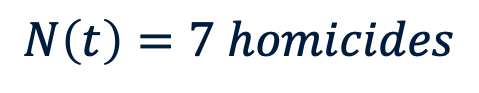 N(t) = 7 homicides